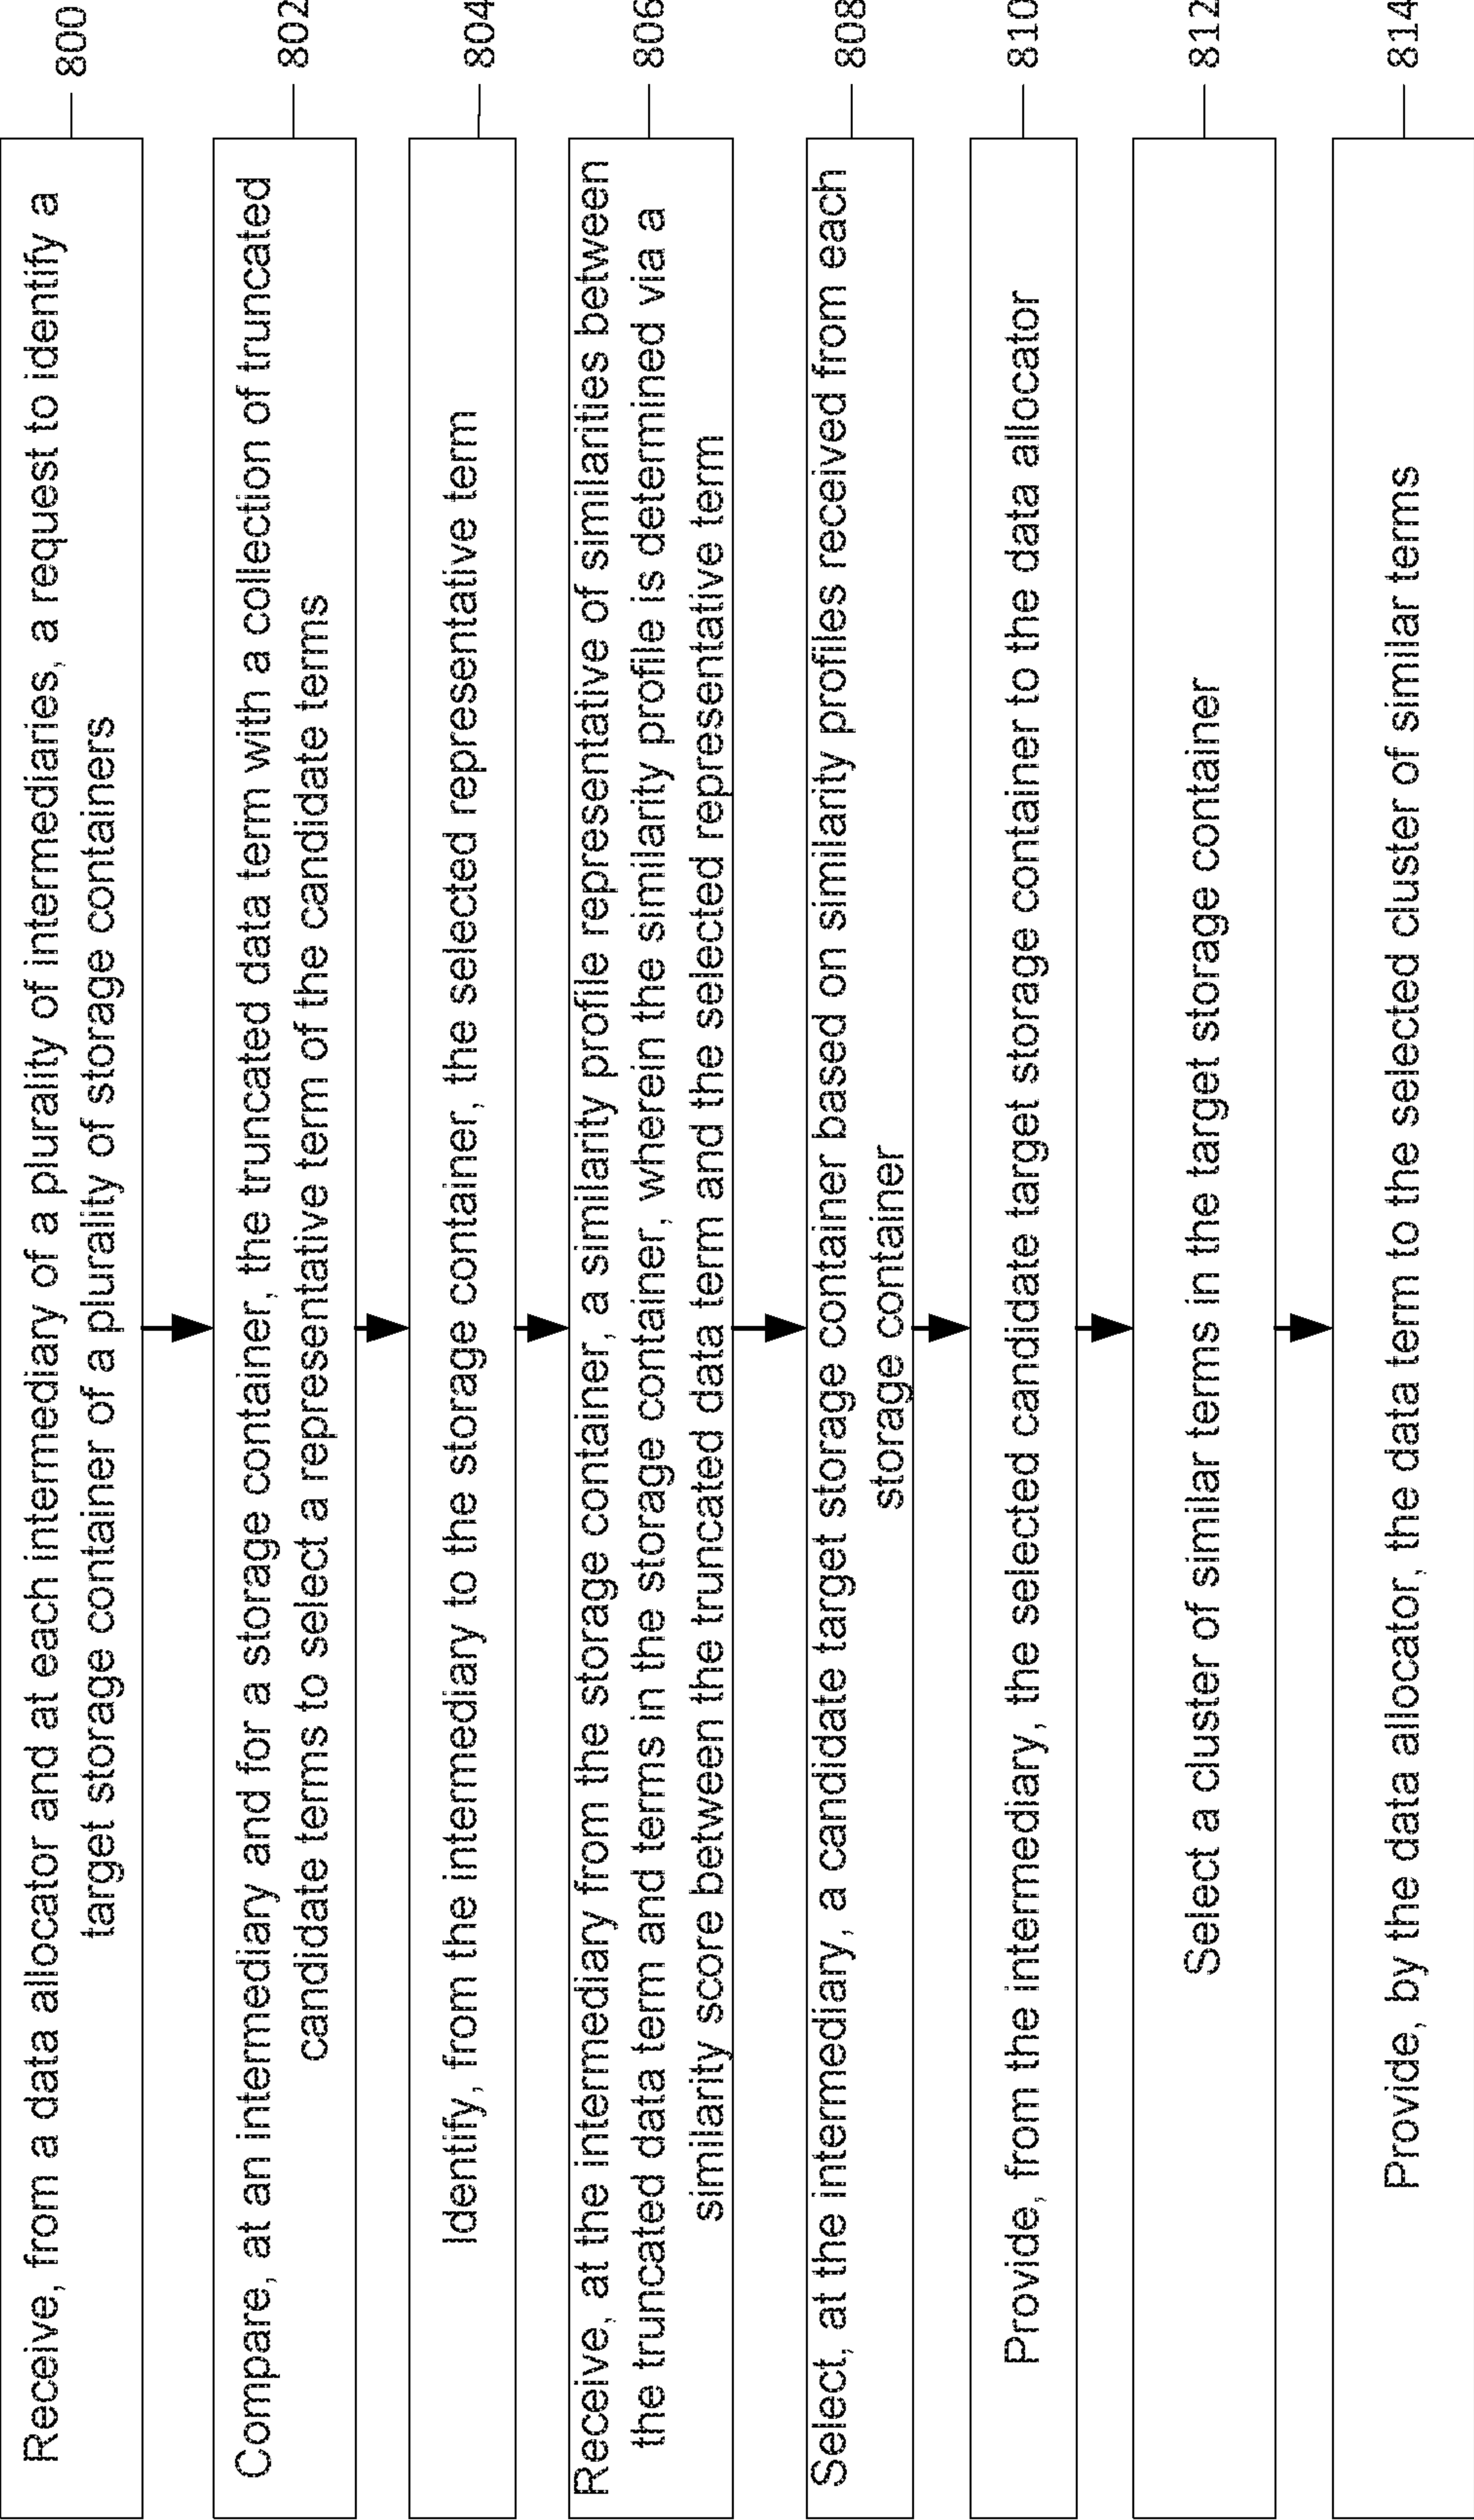 Receive, from a data allocator and at each intermediary of a plurality of intermediaries, a request to identify a
target storage container of a plurality of storage containers
800
Compare, at an intermediary and for a storage container, the truncated data term with a collection of truncated
candidate terms to select a representative term of the candidate terms
802
Identify, from the intermediary to the storage container, the selected representative term
804
Receive, at the intermediary from the storage container, a similarity profile representative of similarities between
the truncated data term and terms in the storage container, wherein the similarity profile is determined via a
similarity score between the truncated data term and the selected representative term
806
Select, at the intermediary, a candidate target storage container based on similarity profiles received from each
storage container
808
Provide, from the intermediary, the selected candidate target storage container to the data allocator
810
Select a cluster of similar terms in the target storage container
812
Provide, by the data allocator, the data term to the selected cluster of similar terms
814